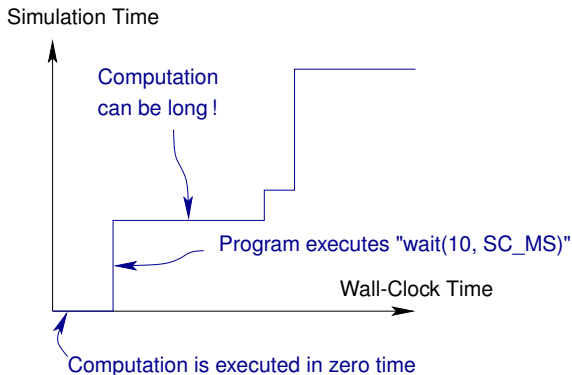 Simulation Time
Computation
can be long !
Program executes "wait(10, SC_MS)"
Wall-Clock Time
Computation is executed in zero time